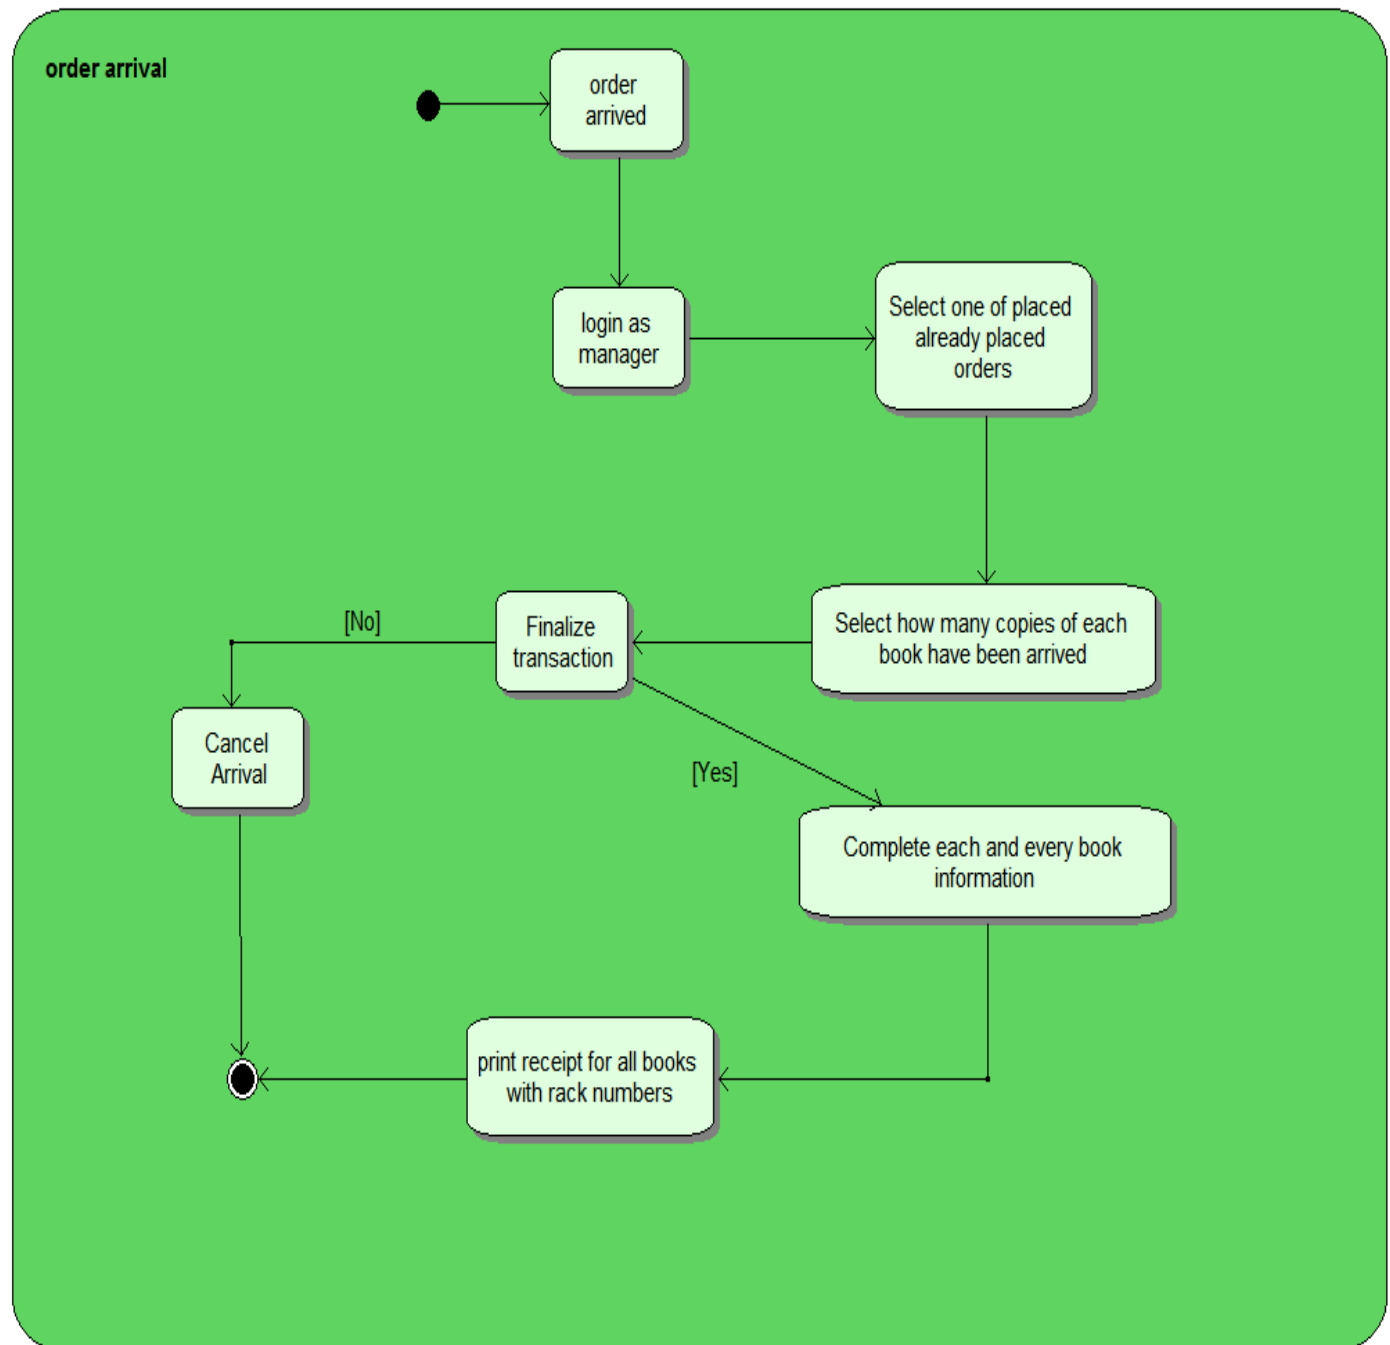 order arrival
order
arrived
login as
manager
Select one of placed
already placed
orders
Select how many copies of each
book have been arrived
Finalize
transaction
[No]
Cancel
Arrival
[Yes]
Complete each and every book
information
print receipt for all books
with rack numbers